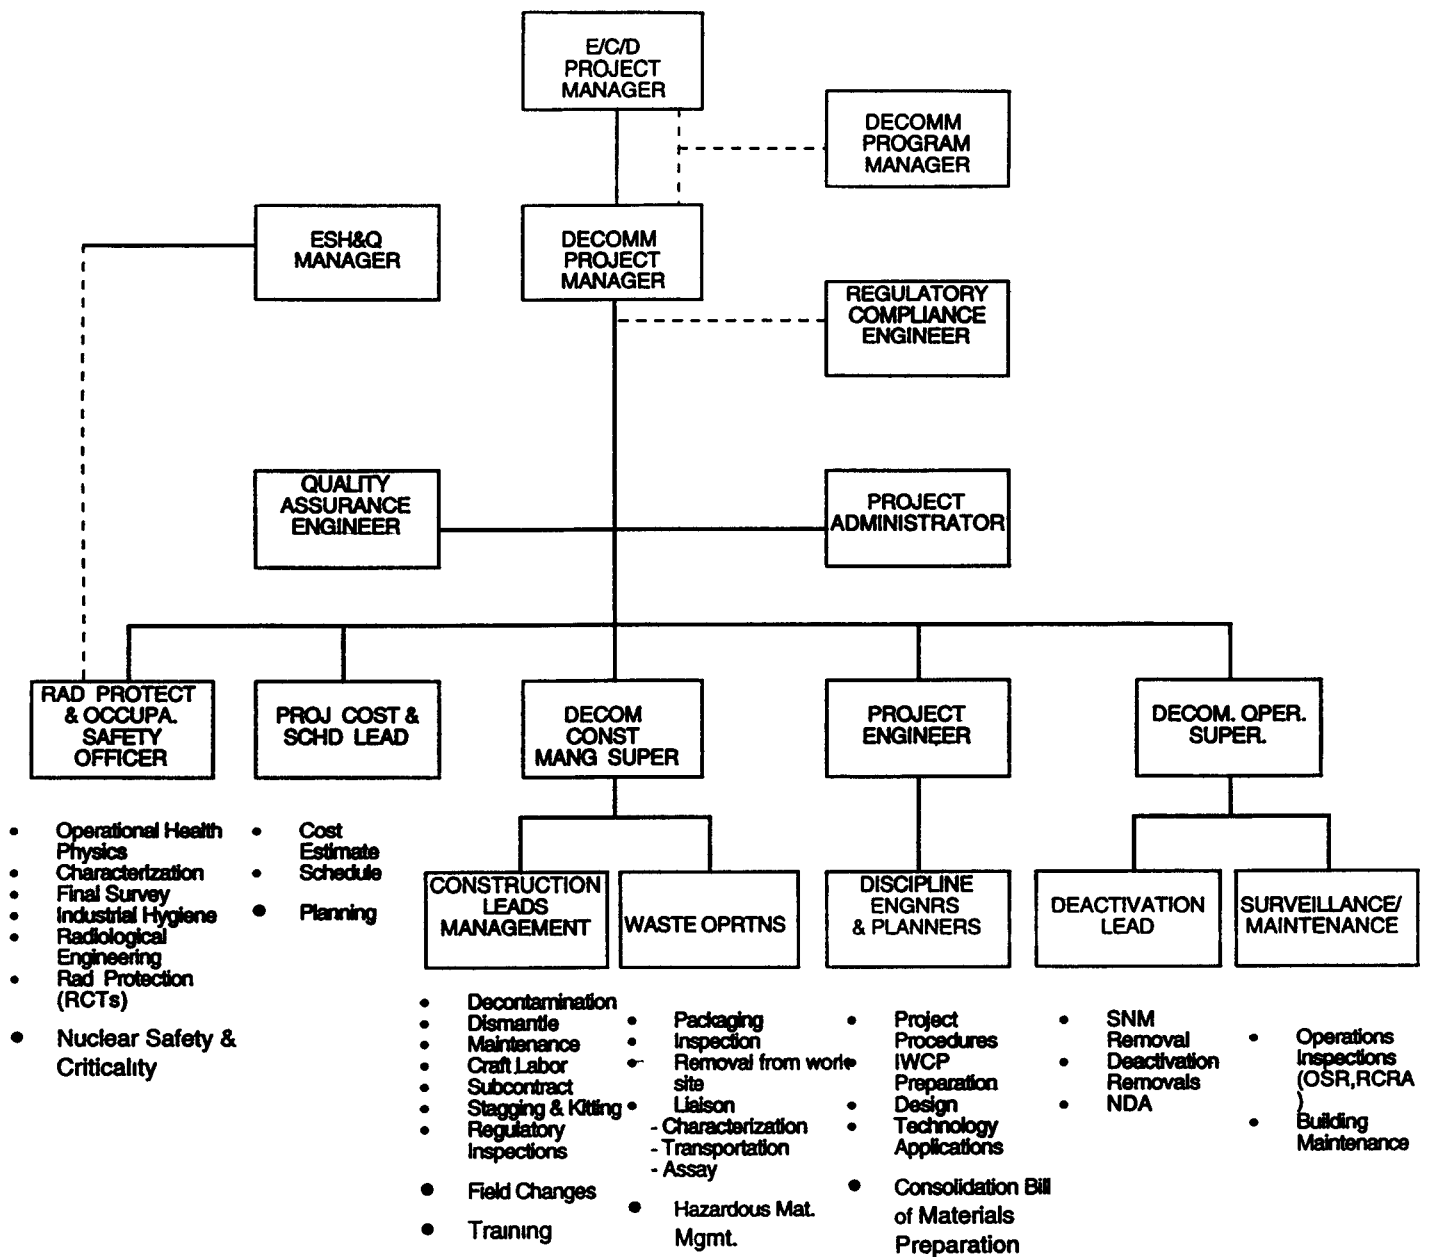 E/C/D
PROJECT
MANAGER
DECOMM
PROGRAM
MANAGER
ESH&Q
MANAGER
DECOMM
PROJECT
MANAGER
REGULATORY
COMPLIANCE
ENGINEER
QUALITY
ASSURANCE
ENGINEER
PROJECT
ADMINISTRATOR
RAD PROTECT
& OCCUPA.
SAFETY
OFFICER
PROJ COST &
SCHD LEAD
DECOM
CONST
MANG SUPER
PROJECT
ENGINEER
DECOM. OPER.
SUPER.
• Operational Health
Physics
• Characterization
• Final Survey
• Industrial Hygiene
• Radiological
Engineering
• Rad Protection
(RCTs)
• Nuclear Safety &
Criticality
• Cost
Estimate
• Schedule
• Planning
CONSTRUCTION
LEADS
MANAGEMENT
WASTE OPRTNS
DISCIPLINE
ENGNRS
& PLANNERS
DEACTIVATION
LEAD
SURVEILLANCE/
MAINTENANCE
• Decontamination
• Dismantle
• Maintenance
• Craft Labor
• Subcontract
• Stagging & Kitting
• Regulatory
Inspections
• Field Changes
• Training
• Packaging
• Inspection
• Removal from work
site
• Liaison
- Characterization
- Transportation
- Assay
• Hazardous Mat.
Mgmt.
• Project
Procedures
• IWCP
Preparation
• Design
• Technology
Applications
• Consolidation Bill
of Materials
Preparation
• SNM
Removal
• Deactivation
Removals
• NDA
• Operations
Inspections
(OSR,RCRA
)
• Building
Maintenance